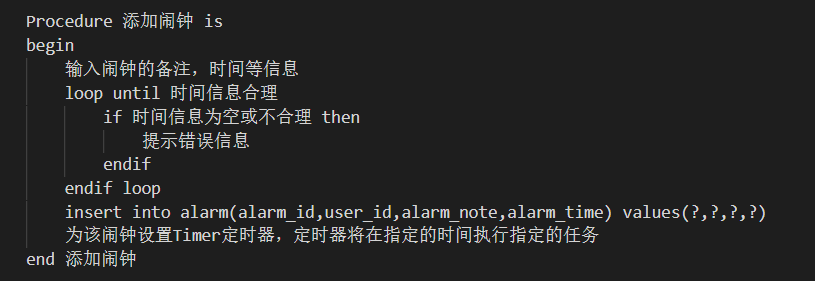 Procedure 添加闹钟 is
begin
输入闹钟的备注，时间等信息
loop until 时间信息合理
if 时间信息为空或不合理 then
提示错误信息
endif
endif loop
insert into alarm(alarm_id,user_id,alarm_note,alarm_time) values(?,?,?,?)
为该闹钟设置Timer定时器，定时器将在指定的时间执行指定的任务
end 添加闹钟